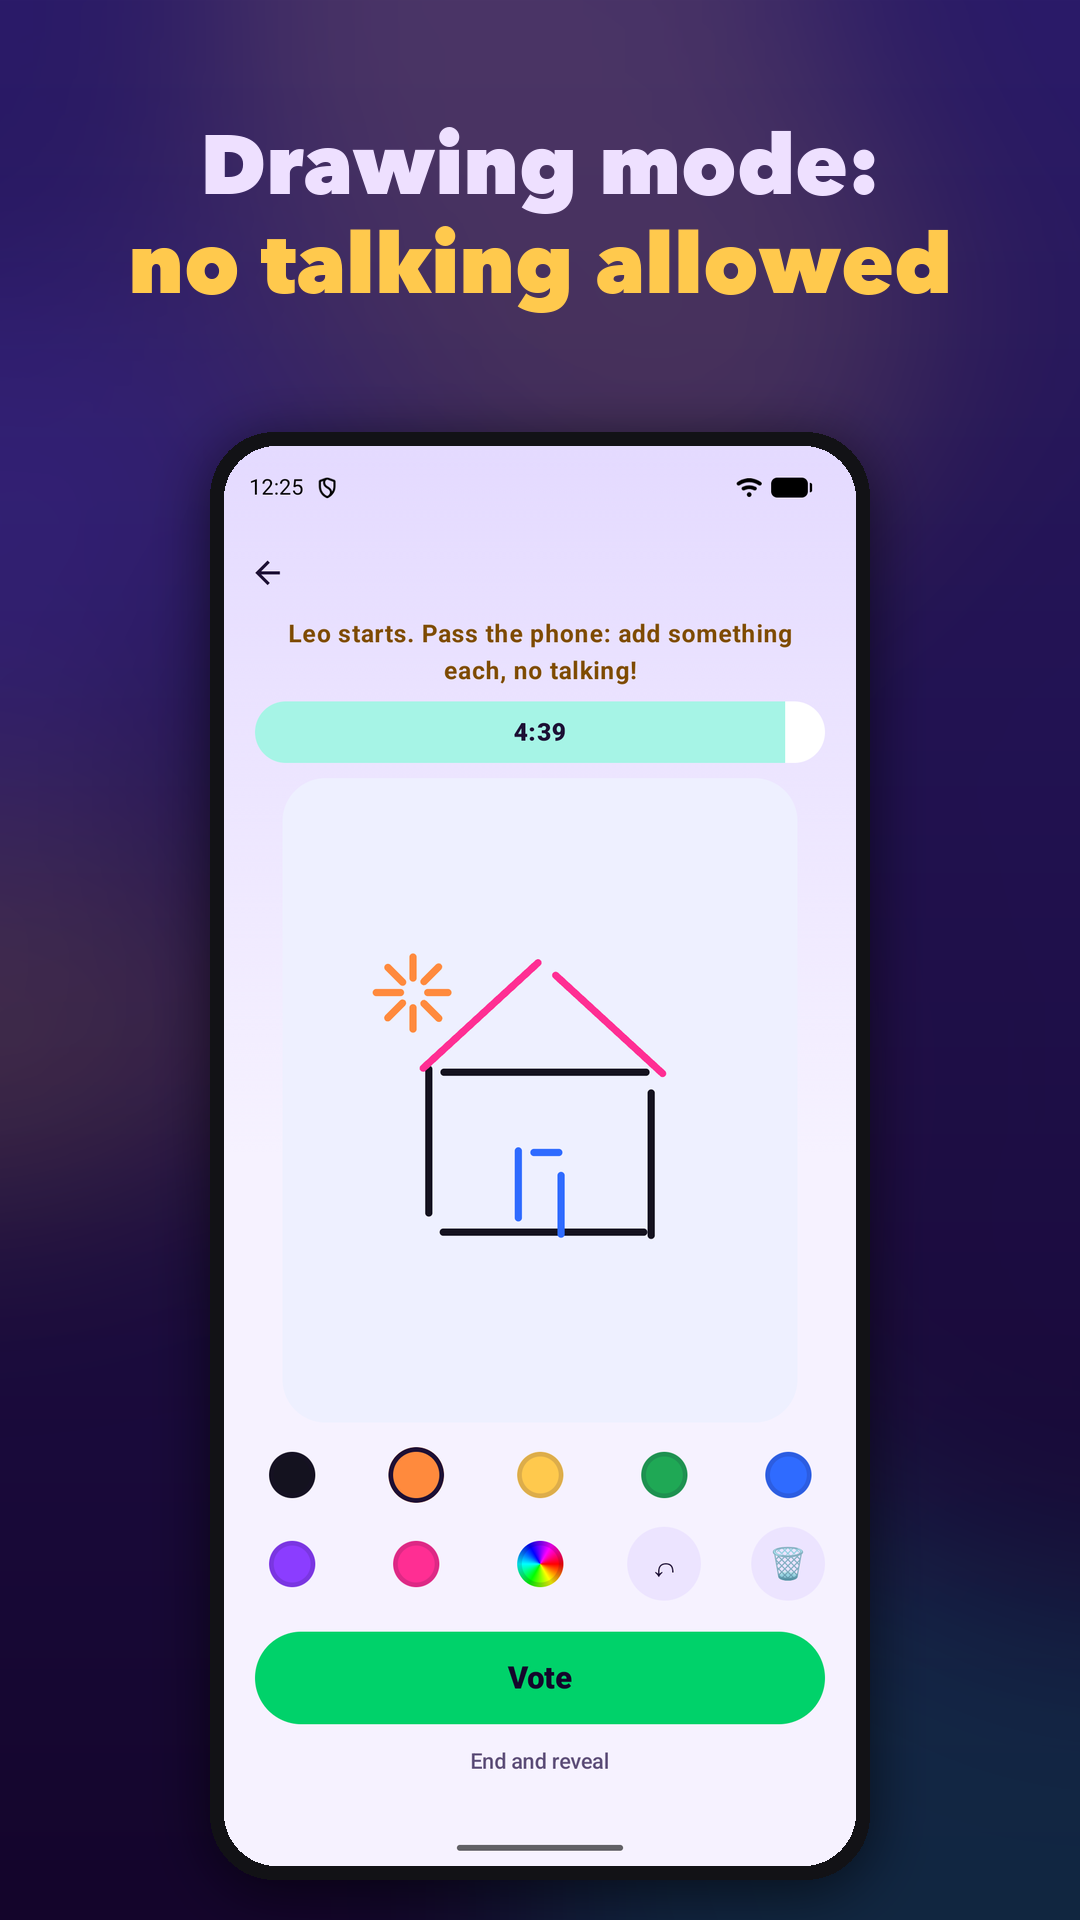 Drawing mode:
no talking allowed
12:25
Leo starts. Pass the phone: add something
each, no talking!
4:39
Vote
End and reveal